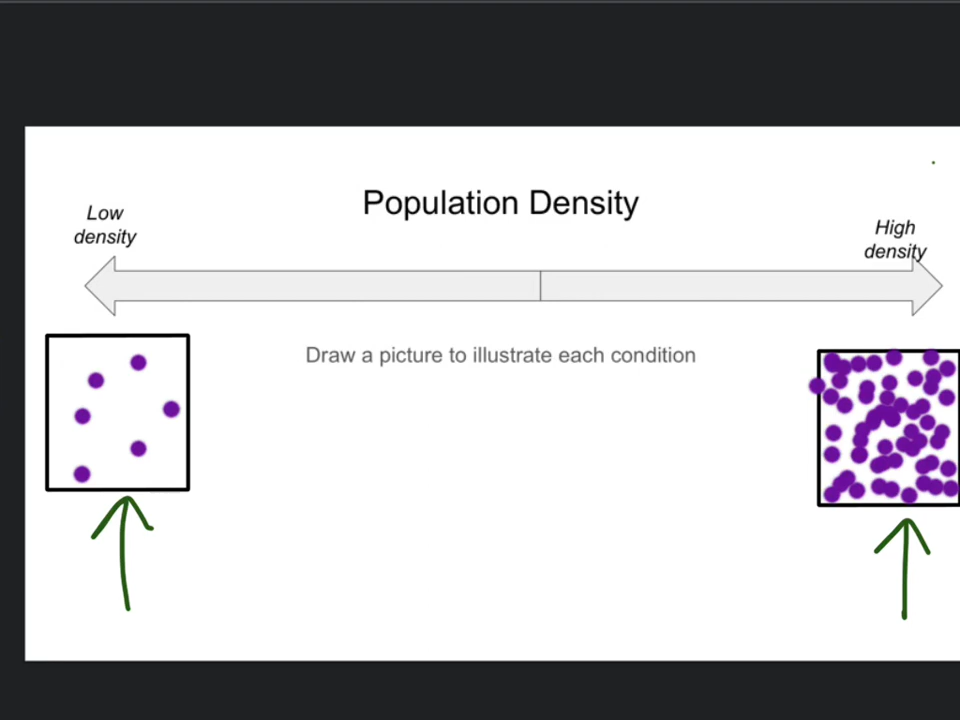 Population Density
Low
density
High
density
Draw a picture to illustrate each condition